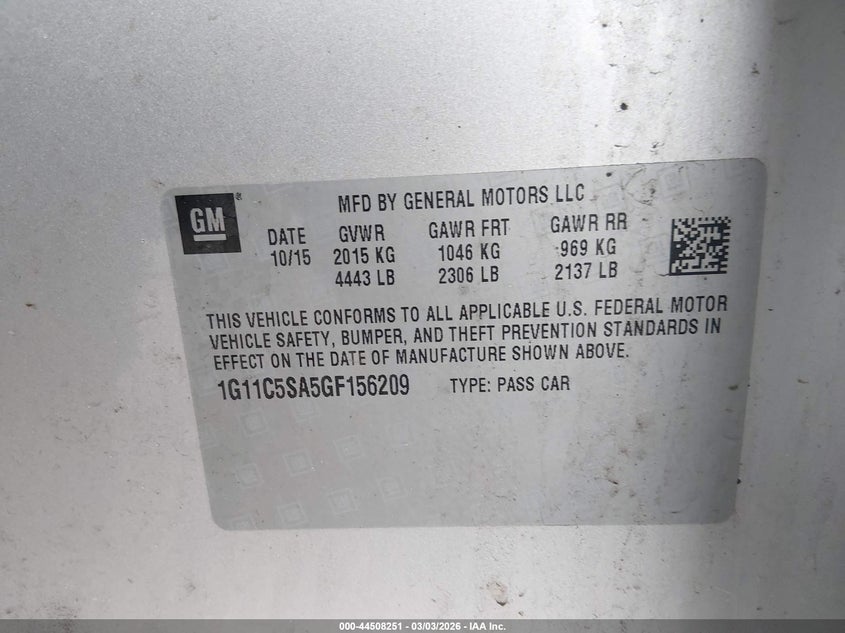 GM
®
MFD BY GENERAL MOTORS LLC
DATE GVWR GAWR FRT GAWR RR
10/15 2015 KG 1046 KG 969 KG
4443 LB 2306 LB 2137 LB
THIS VEHICLE CONFORMS TO ALL APPLICABLE U.S. FEDERAL MOTOR
VEHICLE SAFETY, BUMPER, AND THEFT PREVENTION STANDARDS IN
EFFECT ON THE DATE OF MANUFACTURE SHOWN ABOVE.
1G11C5SA5GF156209 TYPE: PASS CAR
000-44508251 - 03/03/2026 - IAA Inc.